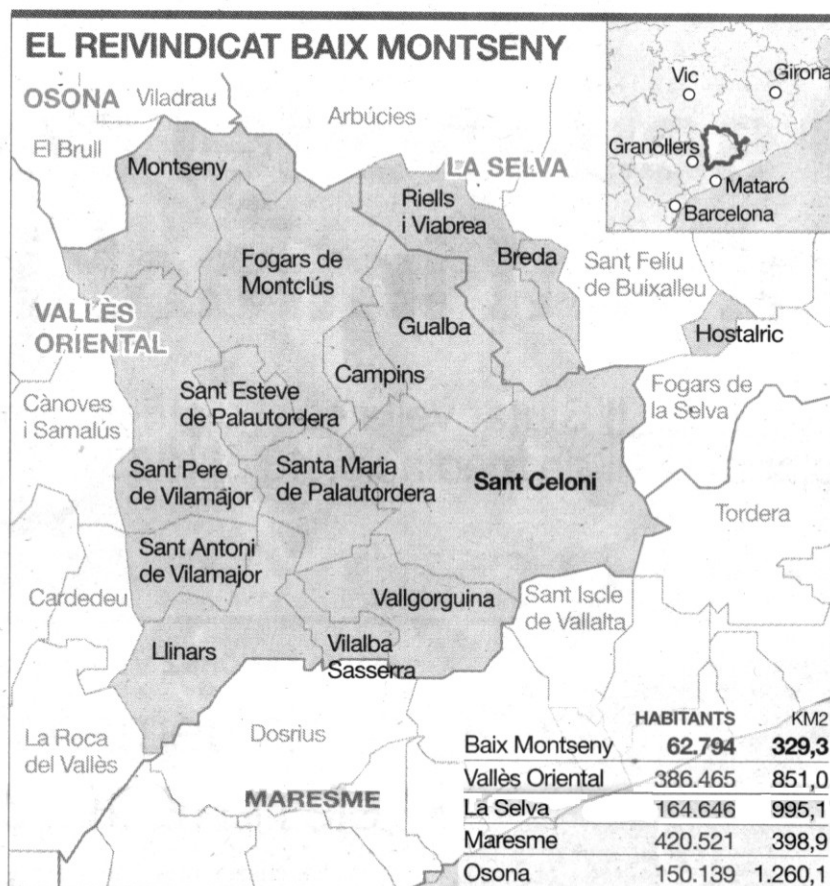 EL REIVINDICAT BAIX MONTSENY
Vic
Girona
Granollers
Mataró
Barcelona
OSONA
Viladrau
Arbúcies
El Brull
Montseny
LA SELVA
Riells
i Viabrea
Fogars de
Montclús
Breda
Sant Feliu
de Buixalleu
VALLÈS
ORIENTAL
Gualba
Hostalric
Campins
Sant Esteve
de Palautordera
Fogars de
la Selva
Cànoves
i Samalús
Sant Pere
de Vilamajor
Santa Maria
de Palautordera
Sant Celoni
Tordera
Sant Antoni
de Vilamajor
Cardedeu
Vallgorguina
Sant Iscle
de Vallalta
Llinars
Vilalba
Sasserra
La Roca
del Vallès
Dosrius
MARESME
HABITANTS KM2
Baix Montseny 62.794 329,3
Vallès Oriental 386.465 851,0
La Selva 164.646 995,1
Maresme 420.521 398,9
Osona 150.139 1.260,1